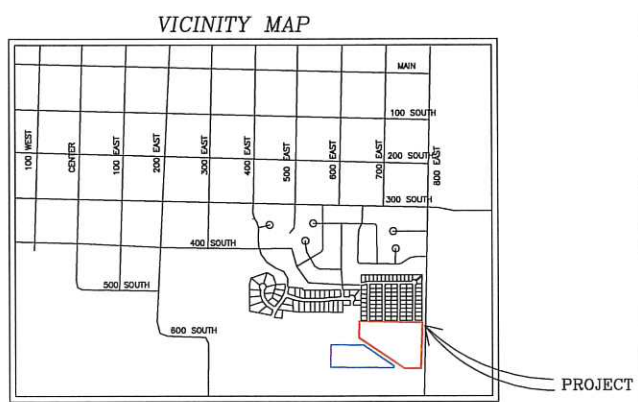 VICINITY MAP
MAIN
100 SOUTH
100 WEST
CENTER
100 EAST
200 EAST
300 EAST
400 EAST
500 EAST
600 EAST
700 EAST
200 SOUTH
800 EAST
300 SOUTH
400 SOUTH
500 SOUTH
600 SOUTH
PROJECT